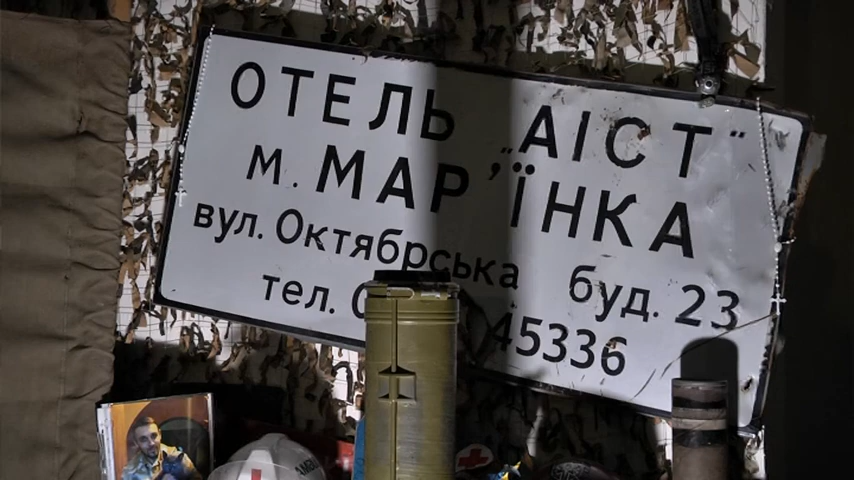 ОТЕЛЬ „АІСТ“
м. МАР'ЇНКА
вул. Октябрська буд. 23
тел. 45336